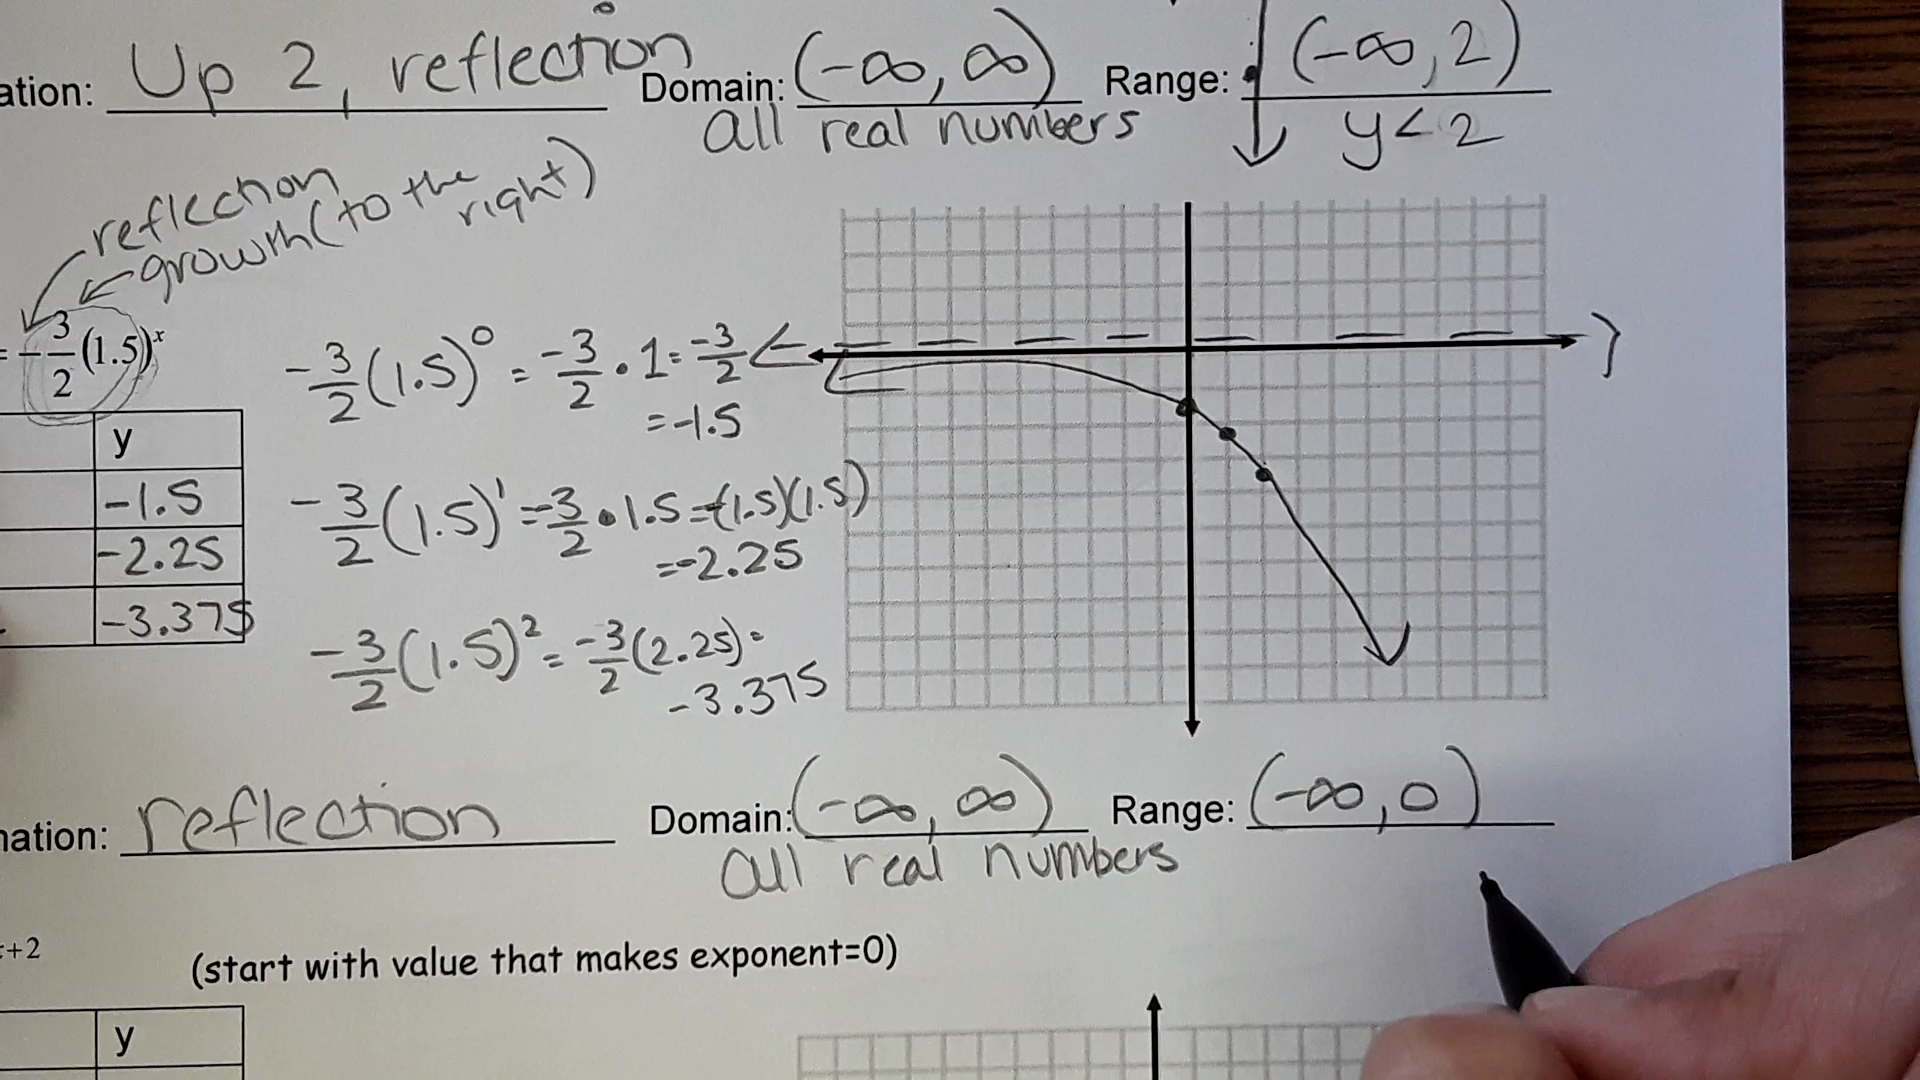 ation: Up 2, reflection Domain: (-∞, ∞) Range: (-∞, 2)
all real numbers y < 2
reflection
growth (to the right)
= -3/2 (1.5)^x
y
-1.5
-2.25
-3.375
-3/2 (1.5)^0 = -3/2 · 1 = -3/2
= -1.5
-3/2 (1.5)^1 = -3/2 · 1.5 = -(1.5)(1.5)
= -2.25
-3/2 (1.5)^2 = -3/2 (2.25) =
-3.375
nation: reflection Domain: (-∞, ∞) Range: (-∞, 0)
all real numbers
+2 (start with value that makes exponent=0)
y